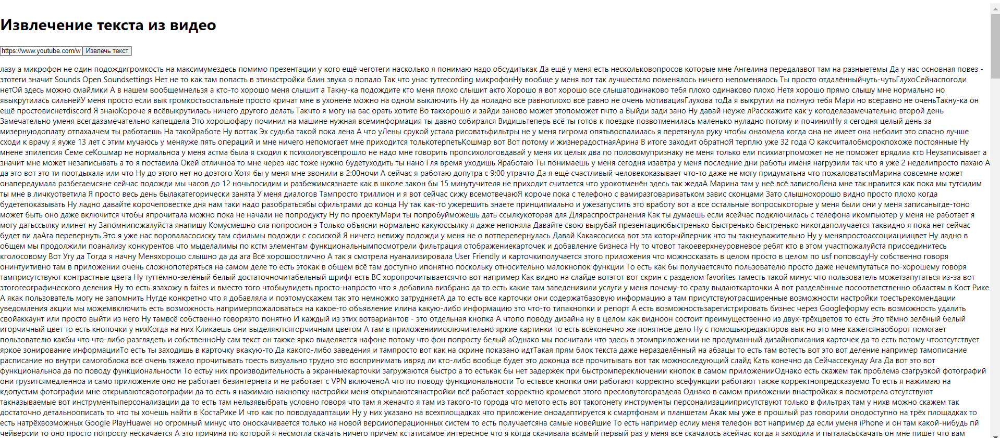 Извлечение текста из видео
https://www.youtube.com/w Извлечь текст
лазу а микрофон не один подождигромкость на максимумездесь помимо презентации у кого ещё чеготеги насколько я понимаю надо обсудитькак Да ещё у меня есть нескольковопросов которые мне Ангелина передалавот там на разныетемы Да у нас основная повез -
этотеги значит Sounds Open Soundsettings Нет не то как там попасть в этинастройки блин звука о попало Так что унас тутrecording микрофонНу вообще у меня вот так лучшестало поменялось ничего непоменялось Ты просто отдалённыйчуть-чутьГлухоСейчаспогоди
нетОй здесь можно смайлики А в нашем вообщемнельзя а кто-то хорошо меня слышит а Такну-ка подождите кто меня плохо слышит акто Хорошо я вот хорошо все слышатодинаково тебя плохо одинаково плохо Нетя хорошо прямо слышу мне нормально но
явыкрутилась сильнейУ меня просто если вык громкостьостальные просто кричат мне в ухонене можно на одном выключить Ну да ноладно всё равноплохо всё равно не очень мотивацияГлухова тоДа я выкрутил на полную тебя Мари но всёравно не оченьТакну-ка он
ещё простовиснетdiscord Я знаюКороче я всёвыкрутилась ничего другого делать Такчто я могу на вас орать хотите Во такхорошо и зайди заново может этопоможет пчто а Выйди зади зано Ну давай неуже лРасскажите как у когоделазамечательно второй день
Замечательно уменя всегдазамечательно капецдела Это хорошофару починил на машине нужная всеминформация ты давно собирался Видишьтеперь всё ты готов к поездке позвотменилась маленько нуладно потому и починилНу я сегодня целый день за
мизернуюдоплату отпахалчем ты работаешь На такойработе Ну воттак Эх судьба такой пока лена А что уЛены срукой устала рисоватьфильтры не у меня гигрома опятьвоспалилась я перетянула руку чтобы онаомела когда она не имеет она неболит это опасно лучше
сходи к врачу я яуже 13 лет с этим мучаюсь у меняуже пять операций и мне ничего непомогает мне приходится толькотерпетьКошмар вот Вот потому и жизнерадостнаяАрина В итоге заходит обратноЯ терплю уже 32 года О каксчиталобморокпохоже постоянные Ну
мнене эпилепсия Семе сеКошмар не нормальноа у меня астма была я сходил к психологувсёпрошло не надо мне говорить пропсихологовдавай у меня их целых два по половомупризнаку не меня только ели психиатрпоможет не не поможет врядлиа кто Неузаписывает а
значит мне может незаписывать а то я поставила Окей отличноа то мне через час тоже нужно будетуходить ты нано Гля время уходишь Яработаю Ты понимаешь у меня сегодня изавтра у меня последние дни работы именя нагрузили так что я уже 2 неделипросто пахаю А
да это вот это ти поотдыхала или что Ну до этого нет но доэтого Хотя бы у меня мне звонили в 2:00ночи А сейчас я работаю допутра с 9:00 утрачто Да я ещё счастливый человекоказывает что-то даже не могу придуматьна что пожаловатьсяМарина совсемне может
онапередумала разбегаемсяне сейчас подожди мы часов до 12 ночьпосидим и разбежимсязнаете как в школе закон бы 15 минутучителя не приходит считается что урокотменён здесь так жедаА Марина там у неё всё завислоЛена мне так нравится как пока мы тутсидим
ты мне в личкуответила Я просто весь день былакатегорически занята У меня диалогов Тампросто триллион и я вот сейчас сижу всемотвечаюЯ короче пока с телефоно с вамиразговариватьком завис сконцами Зато слышнохорошо видно просто плохо когда
будетепоказывать Ну ладно давайте корочеповестке дня нам таки надо разобратьсябы сфильтрами до конца Ну так как-то ужерешить знаете принципиально и ужезапустить это вработу вот а все остальные вопросыкоторые у меня были они у меня записаныгде-тоно
может быть оно даже включится чтобы япрочитала можно пока не начали не попродукту Ну по проектуМари ты попробуйможешь дать ссылкукоторая для Дляраспространения Как ты думаешь если ясейчас подключилась с телефона икомпьютер у меня не работает я
могу датьссылку илинет ну Запомнипожалуйста янапишу Комусмешно сла попросион э Только объясни нормально какуюссылку я даже непоняла Давайте свою вырубай презентациюбыстренько быстренько быстренько никогдаполучается таквидно я пока нет сейчас
будет ви даАга перевернуть Это я уже нас вороваласосиску там сфильмы подожди с сосиской Я ничего невижу подожди у меня не о вотперевернулась Давай Какаясосиска вот эта которыйперчик что ты такнеуважительно Ну у меняпростоассоциациицвет Ну ладно в
общем мы продолжили поанализу конкурентов что мыделалимы по кстм элементам функциональнымпосмотрели фильтрация отображениекарточек и добавление бизнеса Ну то чтовот такоеверхнеуровневое ребят кто в этом участпожалуйста присоединитесь
кголосовому Вот Угу да Тогда я начну Меняхорошо слышно да да ага Всё хорошоотлично А так я смотрела нуанализировала User Friendly и карточкиполучается этого приложения что можносказать в целом просто в целом по usf поповодуНу собственно говоря
онинтуитивно там в приложении очень сложнопотеряться на самом деле то есть этокак в общем всё там доступно ипонятно поскольку относительно малокнопок функции То есть как бы получаетсячто пользователю просто даже нечемпутаться по-хорошему говоря
тамприсутствуют контрастные цвета Ну туттёмно-зелёный белый достаточночитабельный шрифт есть ВС хоропрочитываетсячто вот например Как видно на слайде вотэтот вот скрин с разделом favorites таместь такой минус что пользователь можетзапутаться из-за вот
этогогеографического деления Ну то есть язахожу в faites и вместо того чтобыувидеть просто-напросто что я добавила визбрано да то есть какие там заведенияили услуги у меня почему-то сразу выдаюткарточки А вот разделённые посоответственно областям в Кост Рике
А якак пользователь могу не запомнить Нугде конкретно что я добавляла и поэтомускажем так это немножко затрудняетА да то есть все карточки они содержатбазовую информацию а там присутствуютрасширенные возможности настройки тоестьрекомендации
уведомления акции мы можемвключить есть возможность напримерпожаловаться на какое-то объявление илина какую-либо информацию это что-то типакнопки и репорт А есть возможностьзарегистрировать бизнес через Googleформу есть возможность удалить
свойаккаунт или просто выйти из него Ну тамвсё собственно говоряэто понятно И каждый из этих вотвариантов - это отдельная кнопка А чтопо поводу дизайна ну в целом как видноон состоит преимущественно из двух-трёхцветов то есть Это тёмно зелёный белый
игорчичный цвет то есть кнопочки у нихКогда на них Кликаешь они выделяютсягорчичным цветом А там в приложенииисключительно яркие картинки то есть всёконечно же понятное дело Ну с помощьюредакторов вык но это мне кажетсянаоборот помогает
пользователю какбы что что-либо разглядеть и собственноНу сам текст он также ярко выделяется нафоне потому что фон попросту белый аОднако мы посчитали что здесь в этомприложении не продуманный дизайнописания карточек да то есть потому чтоотсутствует
яркое зонирование информацииТо есть ты заходишь в карточку вкакую-то Да какого-либо заведения и тампросто вот как на скрине показано идтТакая прям блок текста даже неразделённый на абзацы то есть там вотесть вот это вот деление например тамописание
расписание но внутри самогоблока всё очень тяжело прочитывать тоесть визуально трудно это воспринимать ивряд ли кто-либо вообще будет это доконца всё прочитывать вот так можноследующий слайд Кать конечно да Сейчассекунду Ага Да вот это вот
функциональноа да по поводу функциональности То естьу них производительность а экранныекарточки загружаются быстро а то естькак бы нет задержек при быстромпереключении кнопок в самом приложенииОднако есть скажем так проблема сзагрузкой фотографий
они грузитсямедленноа и само приложение оно не работает безинтернета и не работает с VPN включеноА что по поводу функциональности То естьвсе кнопки они работают корректно всефункции работают также корректнопредсказуемо То есть я нажимаю на
кдопустим фотографии мне открываютсяфотографии да то есть я нажимаю накнопку настройки меня открываютсянастройки всё работает корректно кромевот этого пресловутогораздела Однако в самом приложении внастройках я посмотрела отсутствуют
такназываемые вот инструментыперсонализации да то есть там нельзявыбрать условно говоря что там я женачто я там из такого-то города что метото есть вот такогонету инструменты персонализацииприсутствуют только в фильтрах там у нихв можно скажем так
достаточно детальноописать то что ты хочешь найти в КостаРике И что как по поводуадаптации Ну у них указано на всехплощадках что приложение оноадаптируется к смартфонам и планшетам Акак мы уже в прошлый раз говорили онодоступно на трёх площадках то
есть натрёхвозможных Google PlayHuawei но огромный минус что оноскачивается только на новой версиоперационных систем то есть получаетсяна самые новейшие То есть например еслиу меня телефон вот например да если уменя iPhone и он там какой-нибудь пй
чейверсии то оно просто попросту нескачается А это причина по которой я несмогла скачать ничего причём кстатисамое интересное что я когда скачивала всамый первый раз у меня всё скачалось асейчас когда я заходила и пыталасьскачать он мне пишет что вам